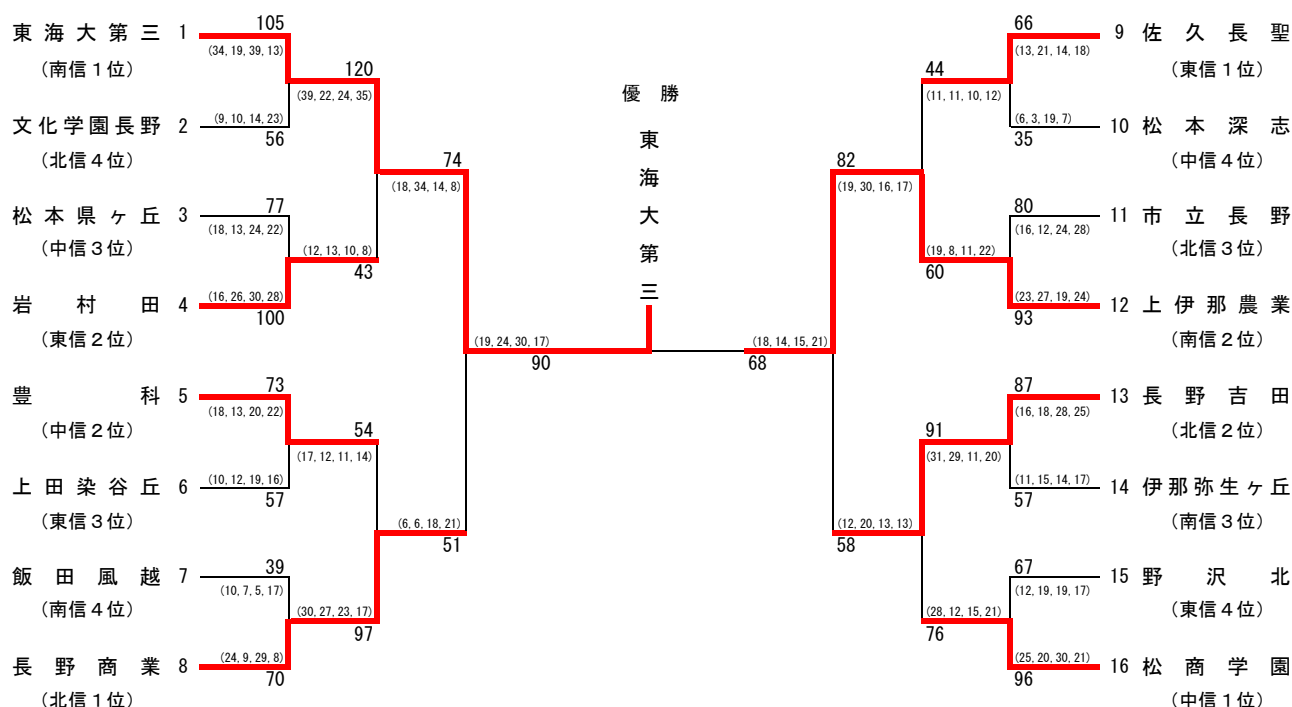 東海大第三 1
(南信1位)
105
(34, 19, 39, 13)
文化学園長野 2
(北信4位)
(9, 10, 14, 23)
56
120
(39, 22, 24, 35)
松本県ヶ丘 3
(中信3位)
77
(18, 13, 24, 22)
岩村田 4
(東信2位)
(16, 26, 30, 28)
100
(12, 13, 10, 8)
43
74
(18, 34, 14, 8)
豊科 5
(中信2位)
73
(18, 13, 20, 22)
上田染谷丘 6
(東信3位)
(10, 12, 19, 16)
57
54
(17, 12, 11, 14)
飯田風越 7
(南信4位)
39
(10, 7, 5, 17)
長野商業 8
(北信1位)
(24, 9, 29, 8)
70
(30, 27, 23, 17)
97
(6, 6, 18, 21)
51
(19, 24, 30, 17)
90
優勝
東海大第三
(18, 14, 15, 21)
68
66
(13, 21, 14, 18)
9 佐久長聖
(東信1位)
(6, 3, 19, 7)
35
10 松本深志
(中信4位)
44
(11, 11, 10, 12)
80
(16, 12, 24, 28)
11 市立長野
(北信3位)
(23, 27, 19, 24)
93
12 上伊那農業
(南信2位)
(19, 8, 11, 22)
60
82
(19, 30, 16, 17)
87
(16, 18, 28, 25)
13 長野吉田
(北信2位)
(11, 15, 14, 17)
57
14 伊那弥生ヶ丘
(南信3位)
91
(31, 29, 11, 20)
67
(12, 19, 19, 17)
15 野沢北
(東信4位)
(25, 20, 30, 21)
96
16 松商学園
(中信1位)
(28, 12, 15, 21)
76
(12, 20, 13, 13)
58